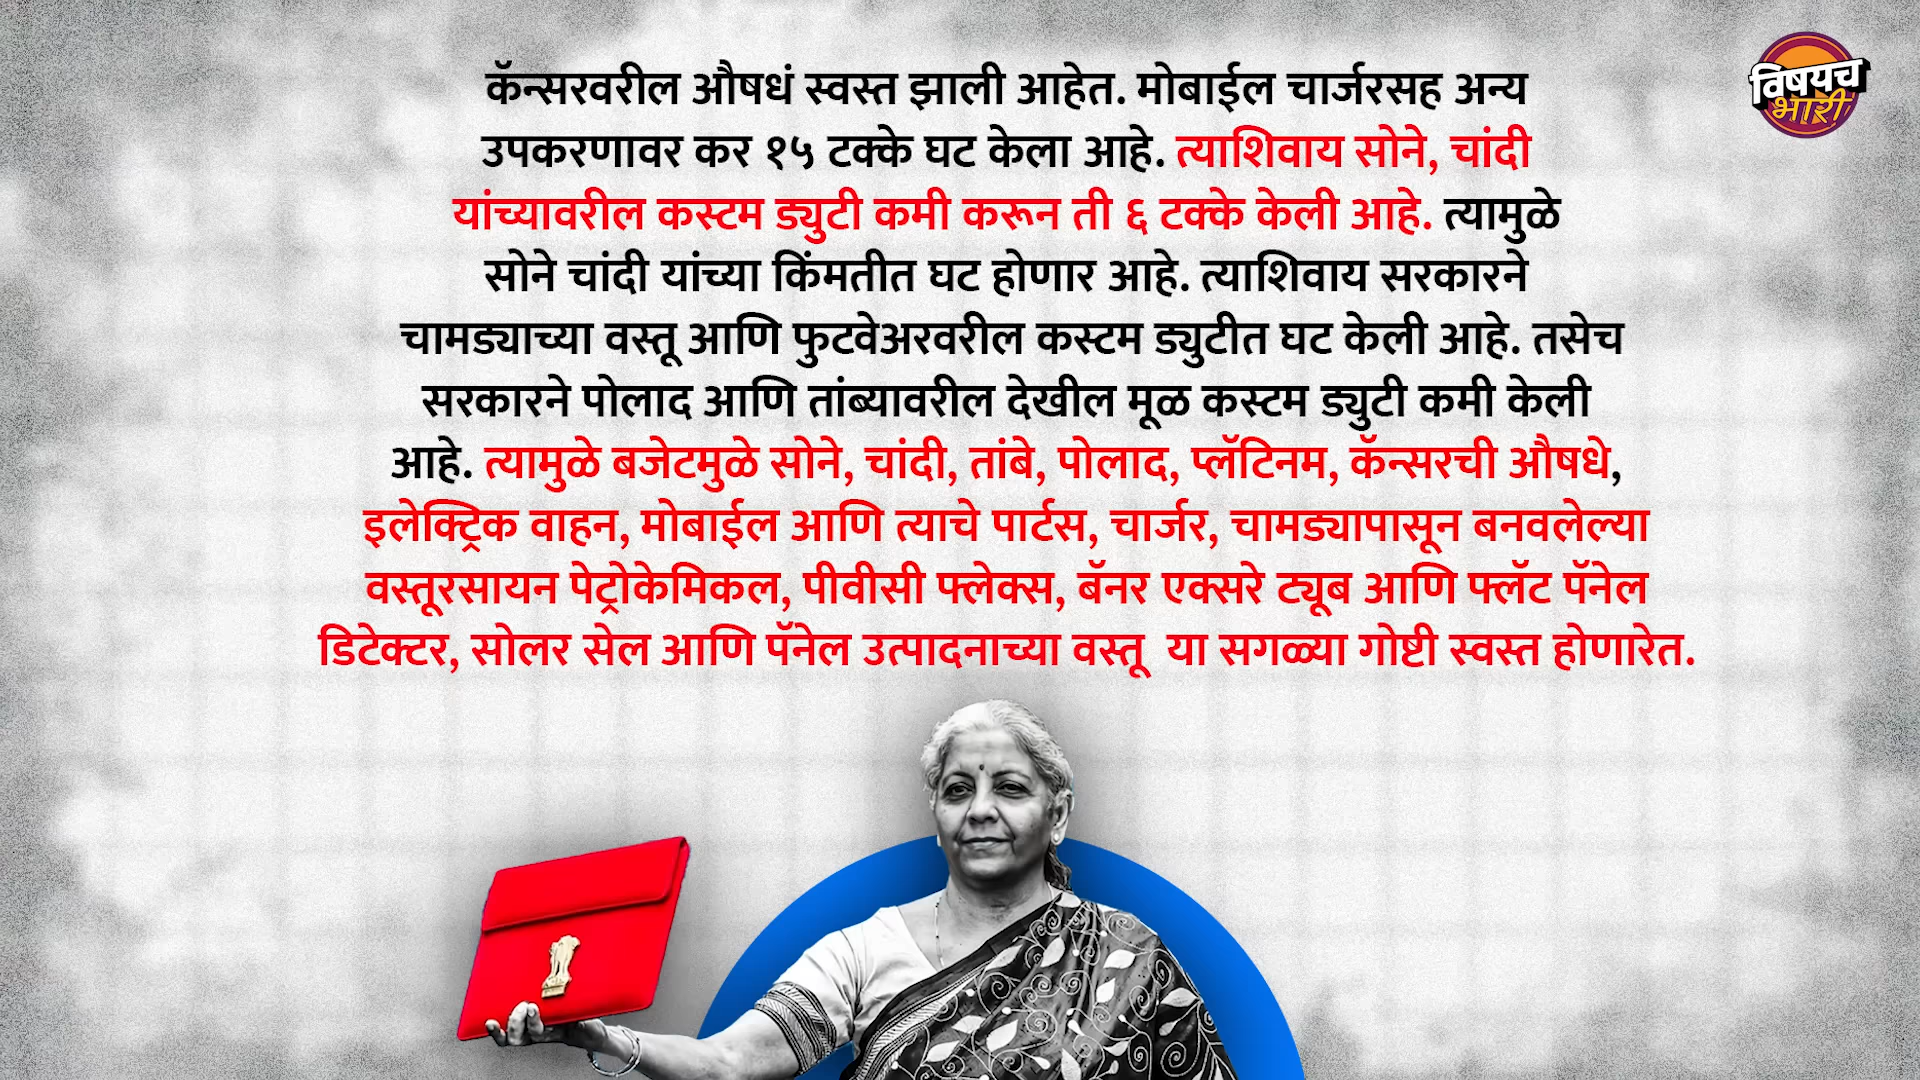 कॅन्सरवरील औषधं स्वस्त झाली आहेत. मोबाईल चार्जरसह अन्य
उपकरणावर कर १५ टक्के घट केला आहे. त्याशिवाय सोने, चांदी
यांच्यावरील कस्टम ड्युटी कमी करून ती ६ टक्के केली आहे. त्यामुळे
सोने चांदी यांच्या किंमतीत घट होणार आहे. त्याशिवाय सरकारने
चामड्याच्या वस्तू आणि फुटवेअरवरील कस्टम ड्युटीत घट केली आहे. तसेच
सरकारने पोलाद आणि तांब्यावरील देखील मूळ कस्टम ड्युटी कमी केली
आहे. त्यामुळे बजेटमुळे सोने, चांदी, तांबे, पोलाद, प्लॅटिनम, कॅन्सरची औषधे,
इलेक्ट्रिक वाहन, मोबाईल आणि त्याचे पार्टस, चार्जर, चामड्यापासून बनवलेल्या
वस्तूरसायन पेट्रोकेमिकल, पीवीसी फ्लेक्स, बॅनर एक्सरे ट्यूब आणि फ्लॅट पॅनेल
डिटेक्टर, सोलर सेल आणि पॅनेल उत्पादनाच्या वस्तू या सगळ्या गोष्टी स्वस्त होणारेत.
विषयच
भारी